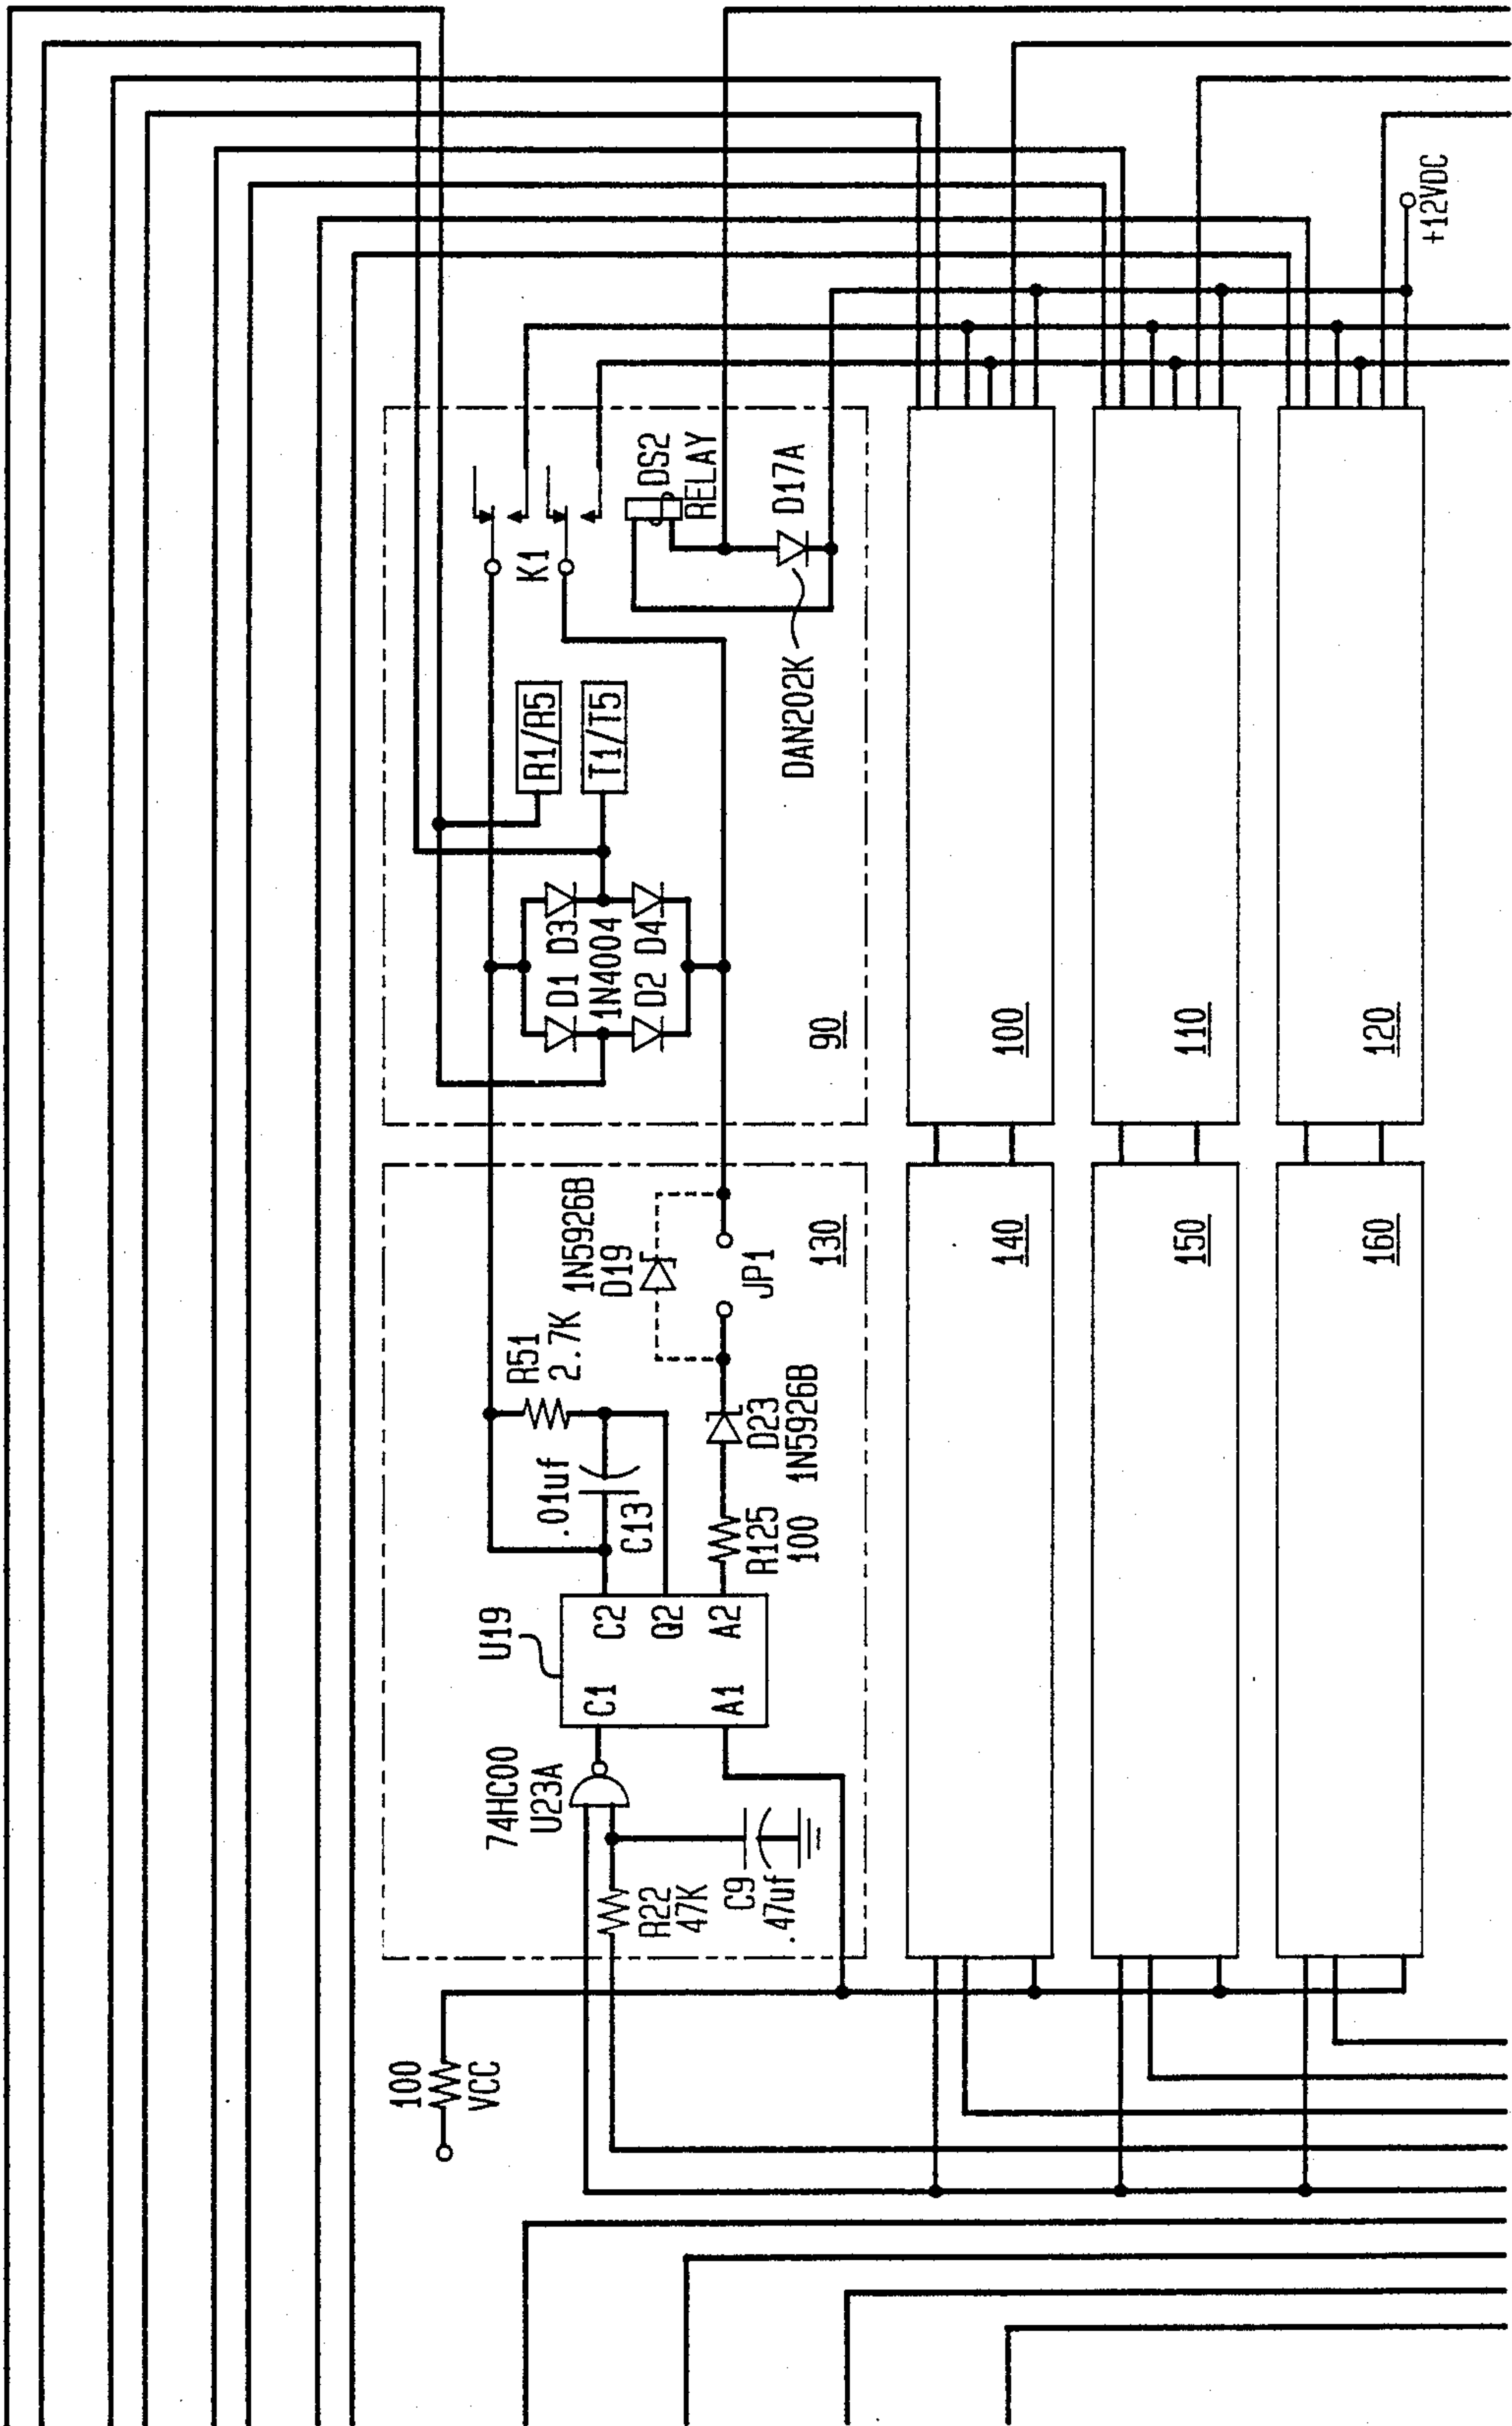 +12VDC
DS2
RELAY
D17A
K1
DAN202K
R1/R5
T1/T5
D1 D3
1N4004
D2 D4
90
100
110
120
130
140
150
160
1N5926B
D19
JP1
R51
2.7K
.01uf
C13
D23
1N5926B
R125
100
U19
C2
Q2
A2
C1
A1
74HC00
U23A
R22
47K
C9
.47uf
100
VCC